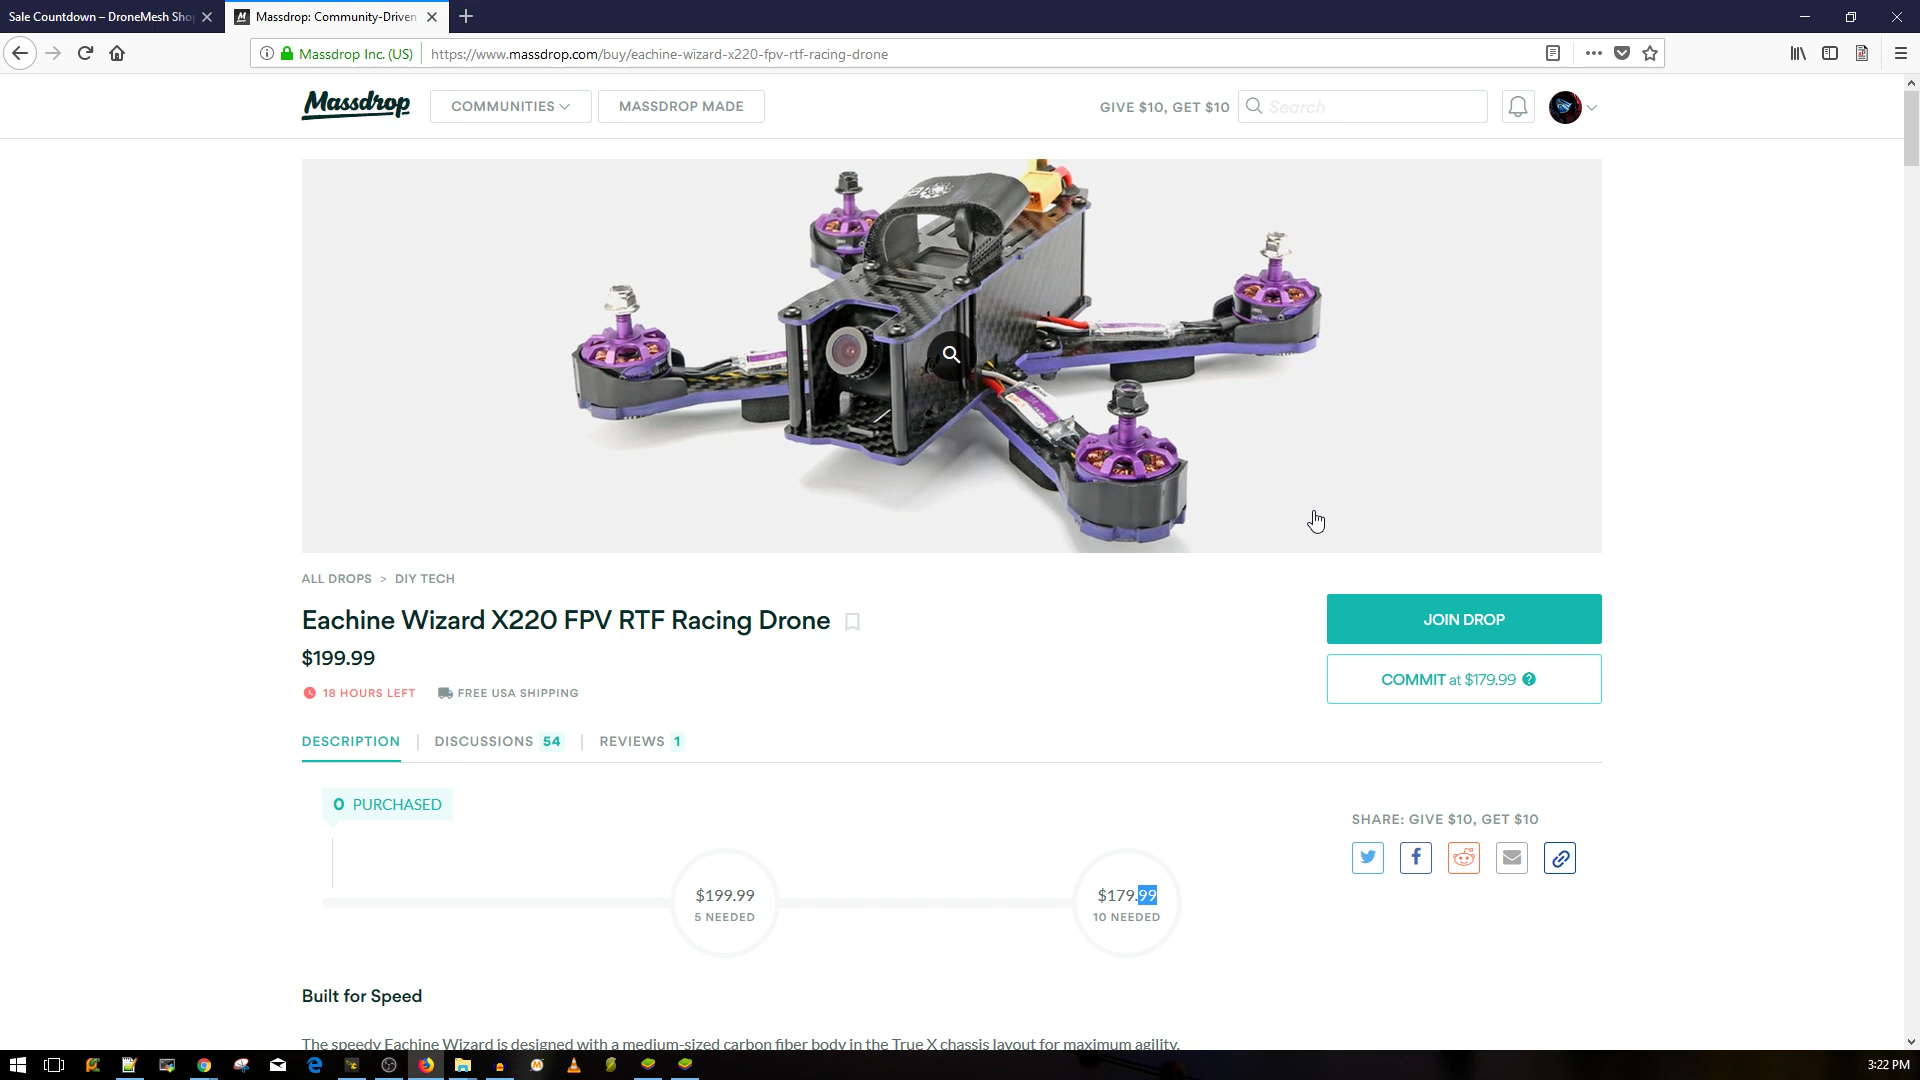 Sale Countdown – DroneMesh Sho
Massdrop: Community-Driven
Massdrop Inc. (US)
https://www.massdrop.com/buy/eachine-wizard-x220-fpv-rtf-racing-drone
Massdrop
COMMUNITIES
MASSDROP MADE
GIVE $10, GET $10
Search
ALL DROPS > DIY TECH
Eachine Wizard X220 FPV RTF Racing Drone
$199.99
18 HOURS LEFT
FREE USA SHIPPING
JOIN DROP
COMMIT at $179.99 ?
DESCRIPTION
DISCUSSIONS 54
REVIEWS 1
0 PURCHASED
SHARE: GIVE $10, GET $10
$199.99
5 NEEDED
$179.99
10 NEEDED
Built for Speed
The speedy Eachine Wizard is designed with a medium-sized carbon fiber body in the True X chassis layout for maximum agility.
3:22 PM